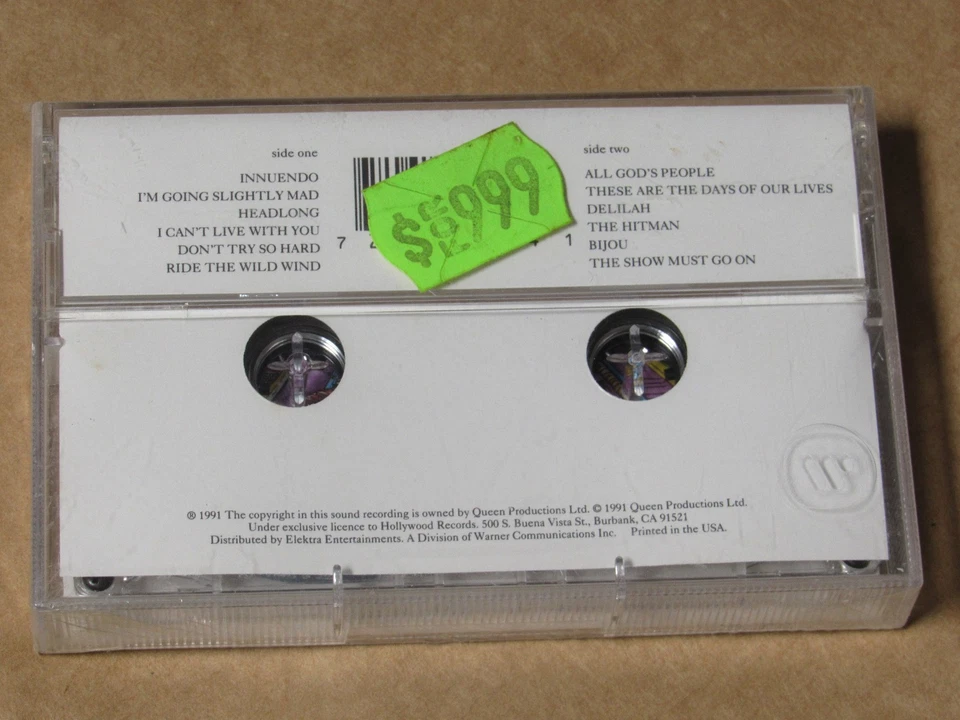 side one
INNUENDO
I'M GOING SLIGHTLY MAD
HEADLONG
I CAN'T LIVE WITH YOU
DON'T TRY SO HARD
RIDE THE WILD WIND
7
1
$999
side two
ALL GOD'S PEOPLE
THESE ARE THE DAYS OF OUR LIVES
DELILAH
THE HITMAN
BIJOU
THE SHOW MUST GO ON
℗ 1991 The copyright in this sound recording is owned by Queen Productions Ltd. © 1991 Queen Productions Ltd.
Under exclusive licence to Hollywood Records. 500 S. Buena Vista St., Burbank, CA 91521
Distributed by Elektra Entertainments. A Division of Warner Communications Inc. Printed in the USA.